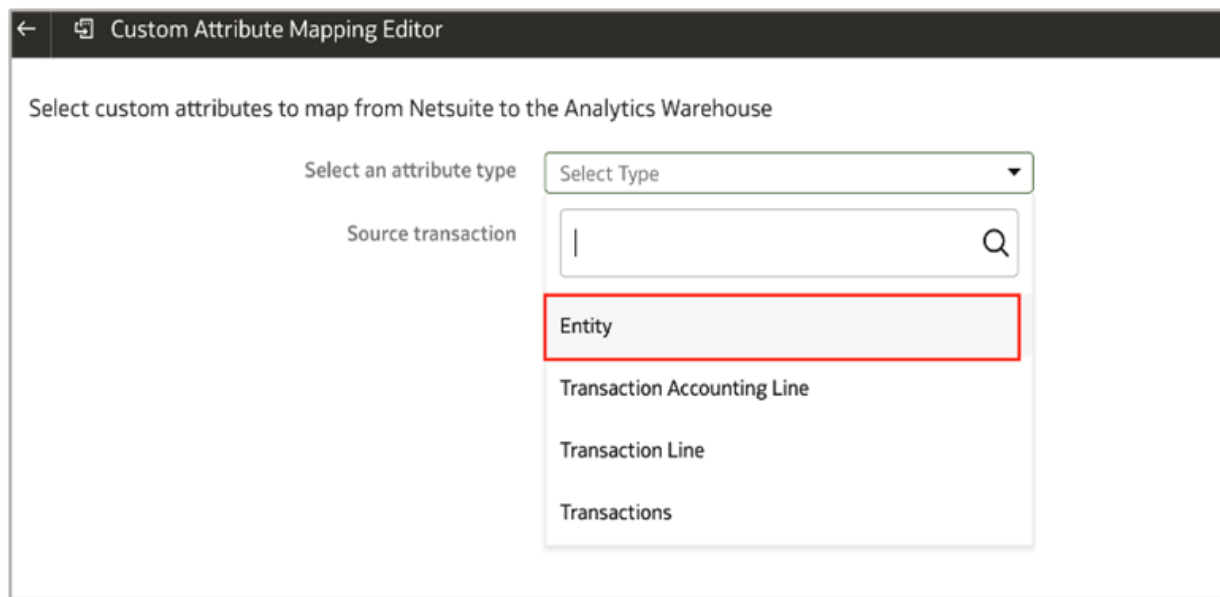 Custom Attribute Mapping Editor
Select custom attributes to map from Netsuite to the Analytics Warehouse
Select an attribute type
Select Type
Source transaction
Entity
Transaction Accounting Line
Transaction Line
Transactions